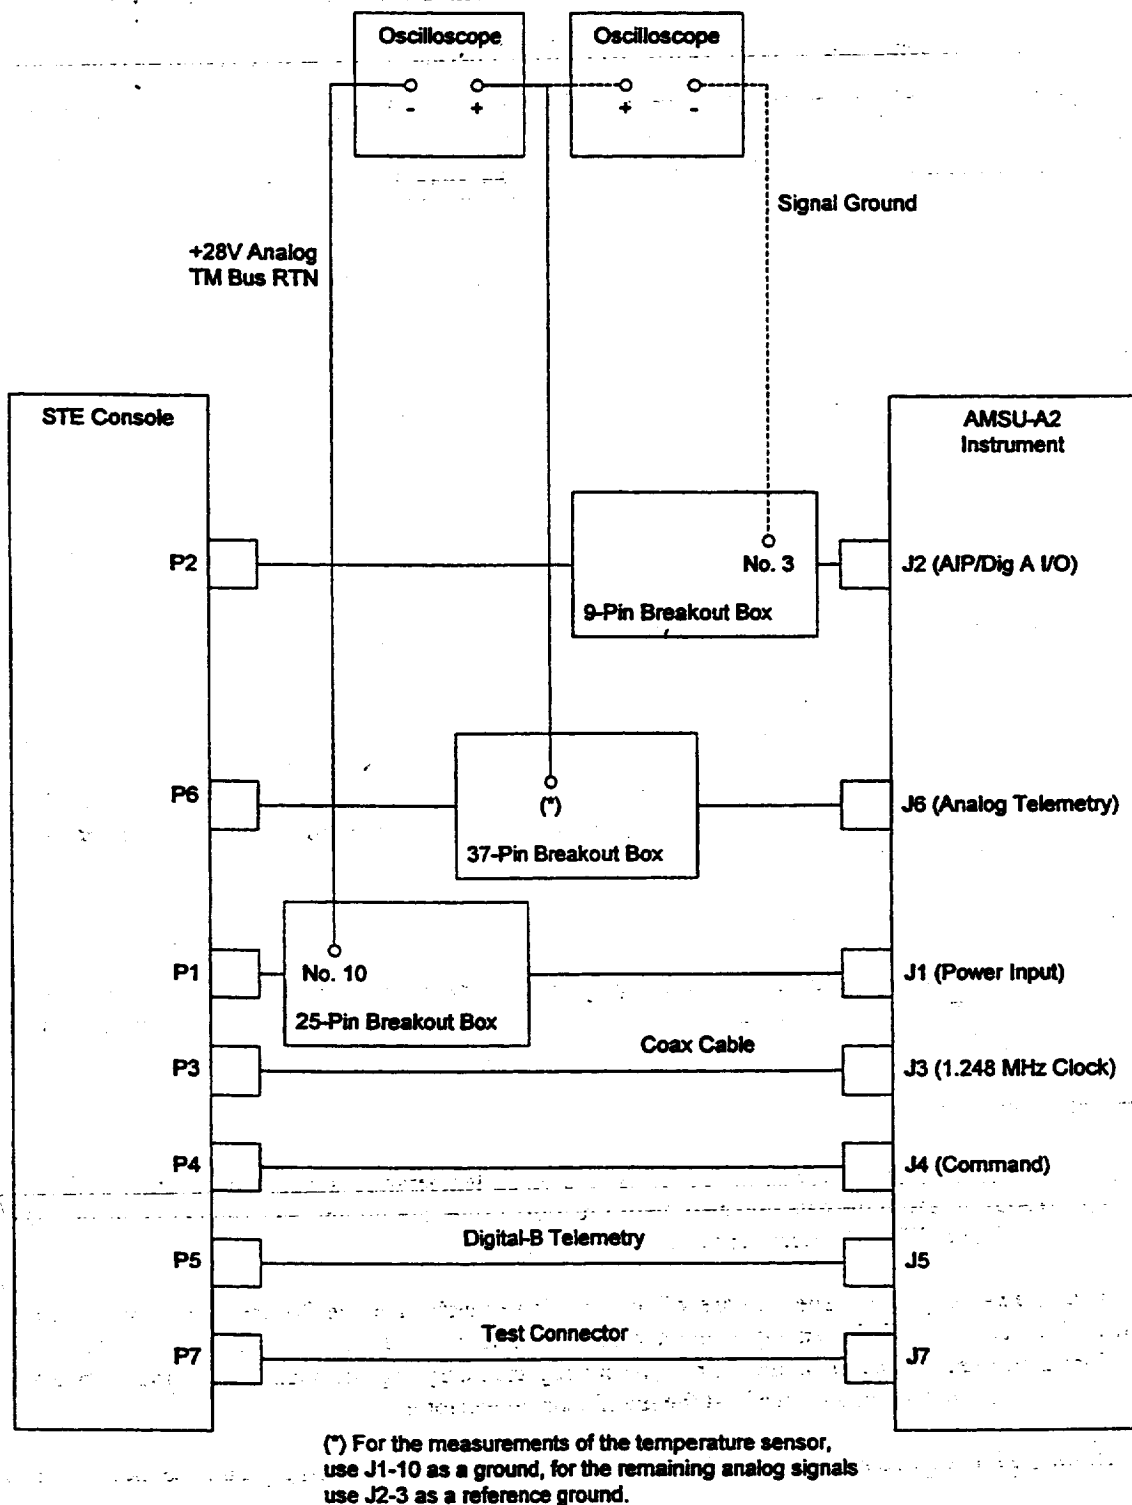 Oscilloscope
Oscilloscope
- +
+ -
Signal Ground
+28V Analog
TM Bus RTN
STE Console
AMSU-A2
Instrument
P2
No. 3
J2 (AIP/Dig A I/O)
9-Pin Breakout Box
P6
(*)
J6 (Analog Telemetry)
37-Pin Breakout Box
P1
No. 10
J1 (Power Input)
25-Pin Breakout Box
Coax Cable
P3
J3 (1.248 MHz Clock)
P4
J4 (Command)
Digital-B Telemetry
P5
J5
Test Connector
P7
J7
(*) For the measurements of the temperature sensor,
use J1-10 as a ground, for the remaining analog signals
use J2-3 as a reference ground.